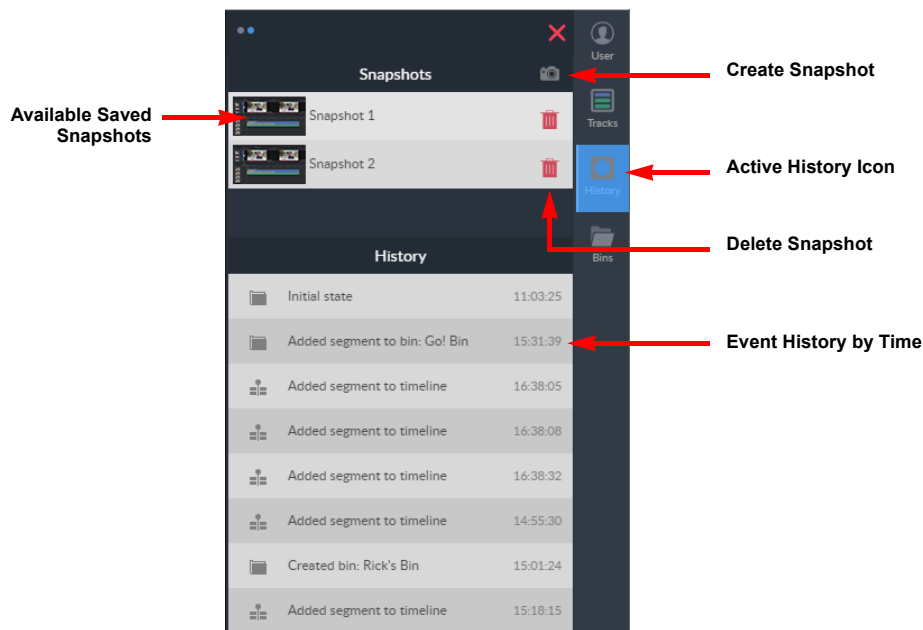 Snapshots
Snapshot 1
Snapshot 2
History
Initial state 11:03:25
Added segment to bin: Go! Bin 15:31:39
Added segment to timeline 16:38:05
Added segment to timeline 16:38:08
Added segment to timeline 16:38:32
Added segment to timeline 14:55:30
Created bin: Rick's Bin 15:01:24
Added segment to timeline 15:18:15
User
Tracks
History
Bins
Available Saved
Snapshots
Create Snapshot
Active History Icon
Delete Snapshot
Event History by Time